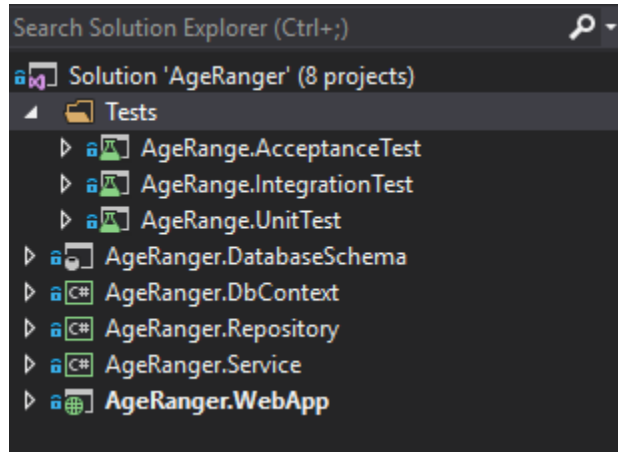 Search Solution Explorer (Ctrl+;)
Solution 'AgeRanger' (8 projects)
Tests
AgeRange.AcceptanceTest
AgeRange.IntegrationTest
AgeRange.UnitTest
AgeRanger.DatabaseSchema
C# AgeRanger.DbContext
C# AgeRanger.Repository
C# AgeRanger.Service
AgeRanger.WebApp